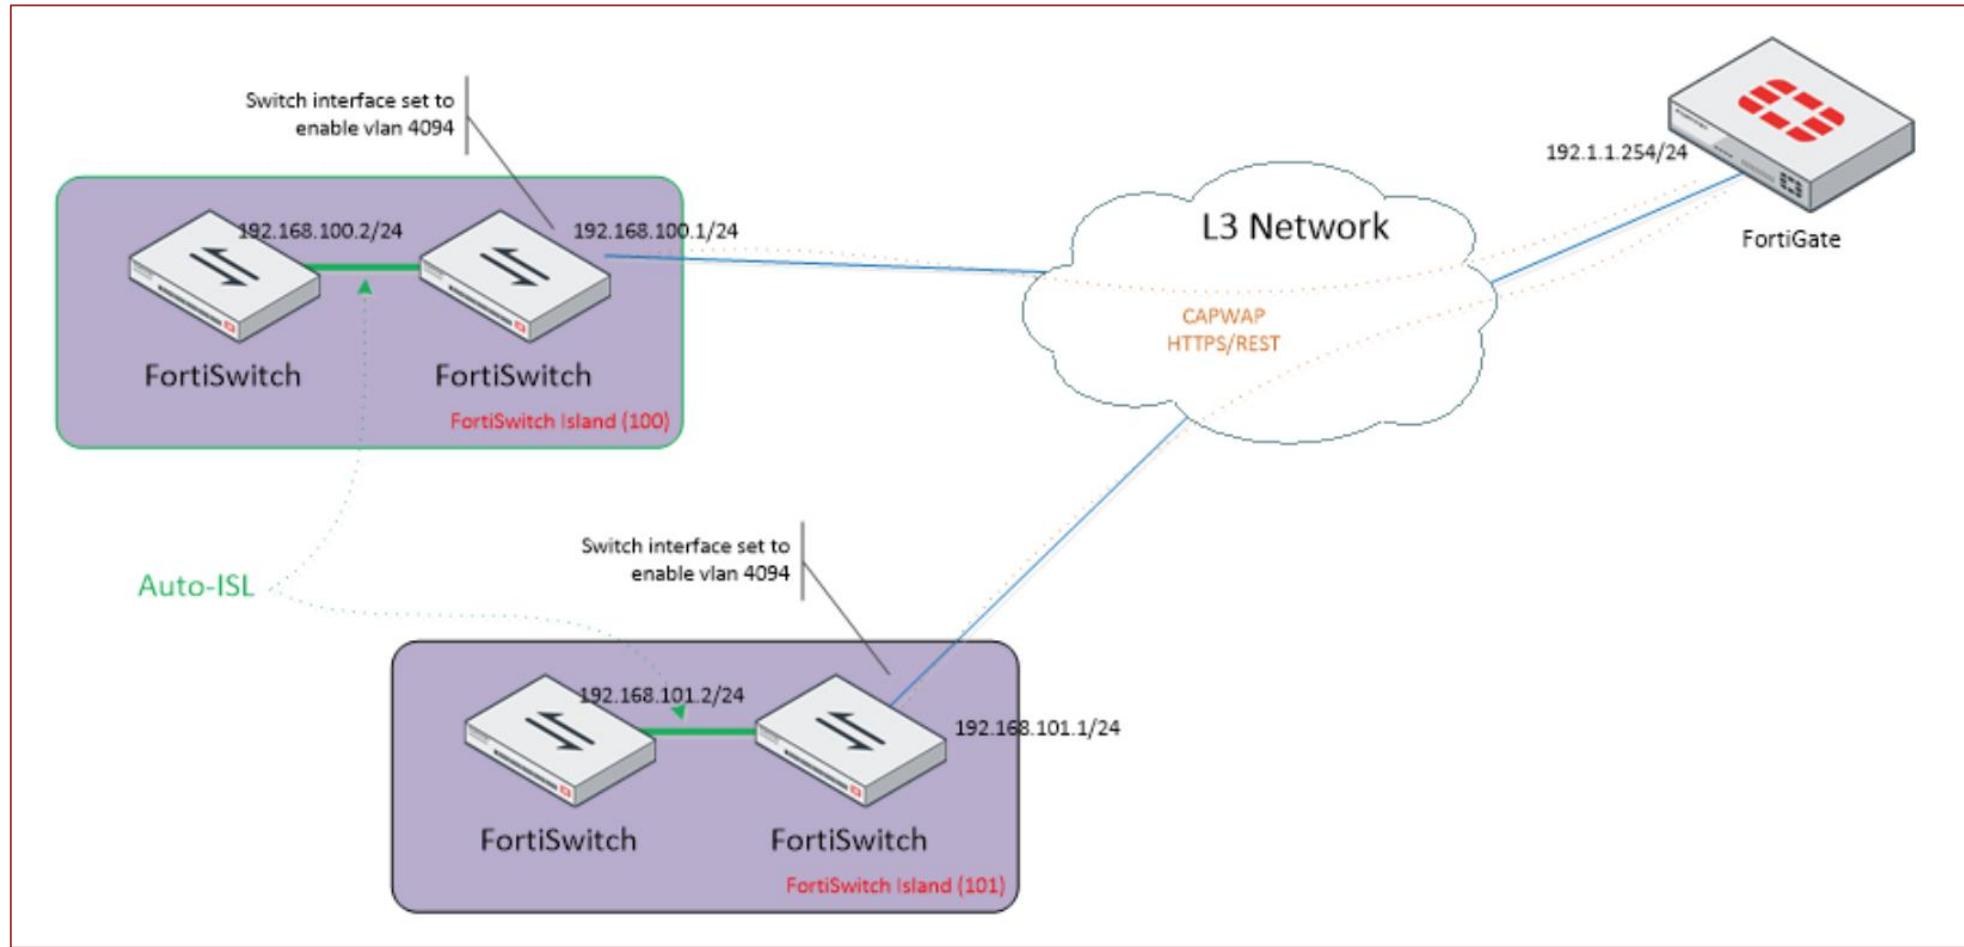 Switch interface set to
enable vlan 4094
192.1.1.254/24
L3 Network
FortiGate
192.168.100.2/24
192.168.100.1/24
CAPWAP
HTTPS/REST
FortiSwitch
FortiSwitch
FortiSwitch Island (100)
Switch interface set to
enable vlan 4094
Auto-ISL
192.168.101.2/24
192.168.101.1/24
FortiSwitch
FortiSwitch
FortiSwitch Island (101)